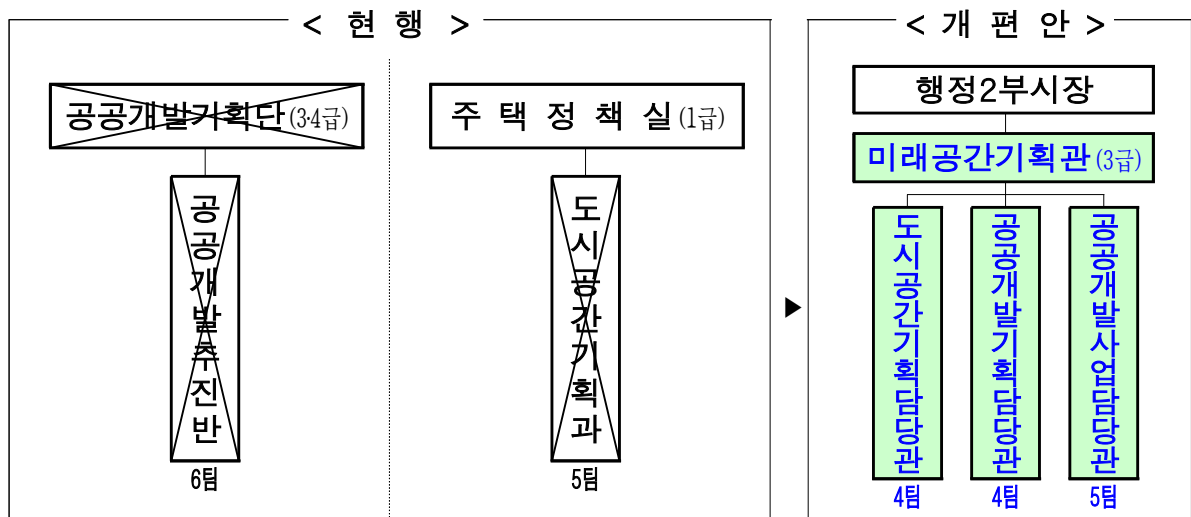 < 현 행 >
공공개발기획단 (3·4급)
공공개발추진반
6팀
주 택 정 책 실 (1급)
도시공간기획과
5팀
▶
< 개 편 안 >
행정2부시장
미래공간기획관 (3급)
도시공간기획담당관
4팀
공공개발기획담당관
4팀
공공개발사업담당관
5팀